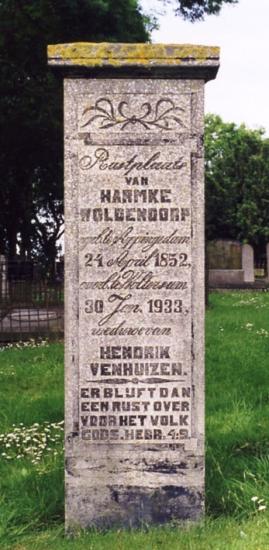 Rustplaats
VAN
HARMKE
WOLDENDORP
geb. te Appingedam
24 April 1852,
overl. te Woltersum
30 Jan. 1933,
weduwe van
HENDRIK
VENHUIZEN.
ER BLIJFT DAN
EEN RUST OVER
VOOR HET VOLK
GODS. HEBR. 4:9.